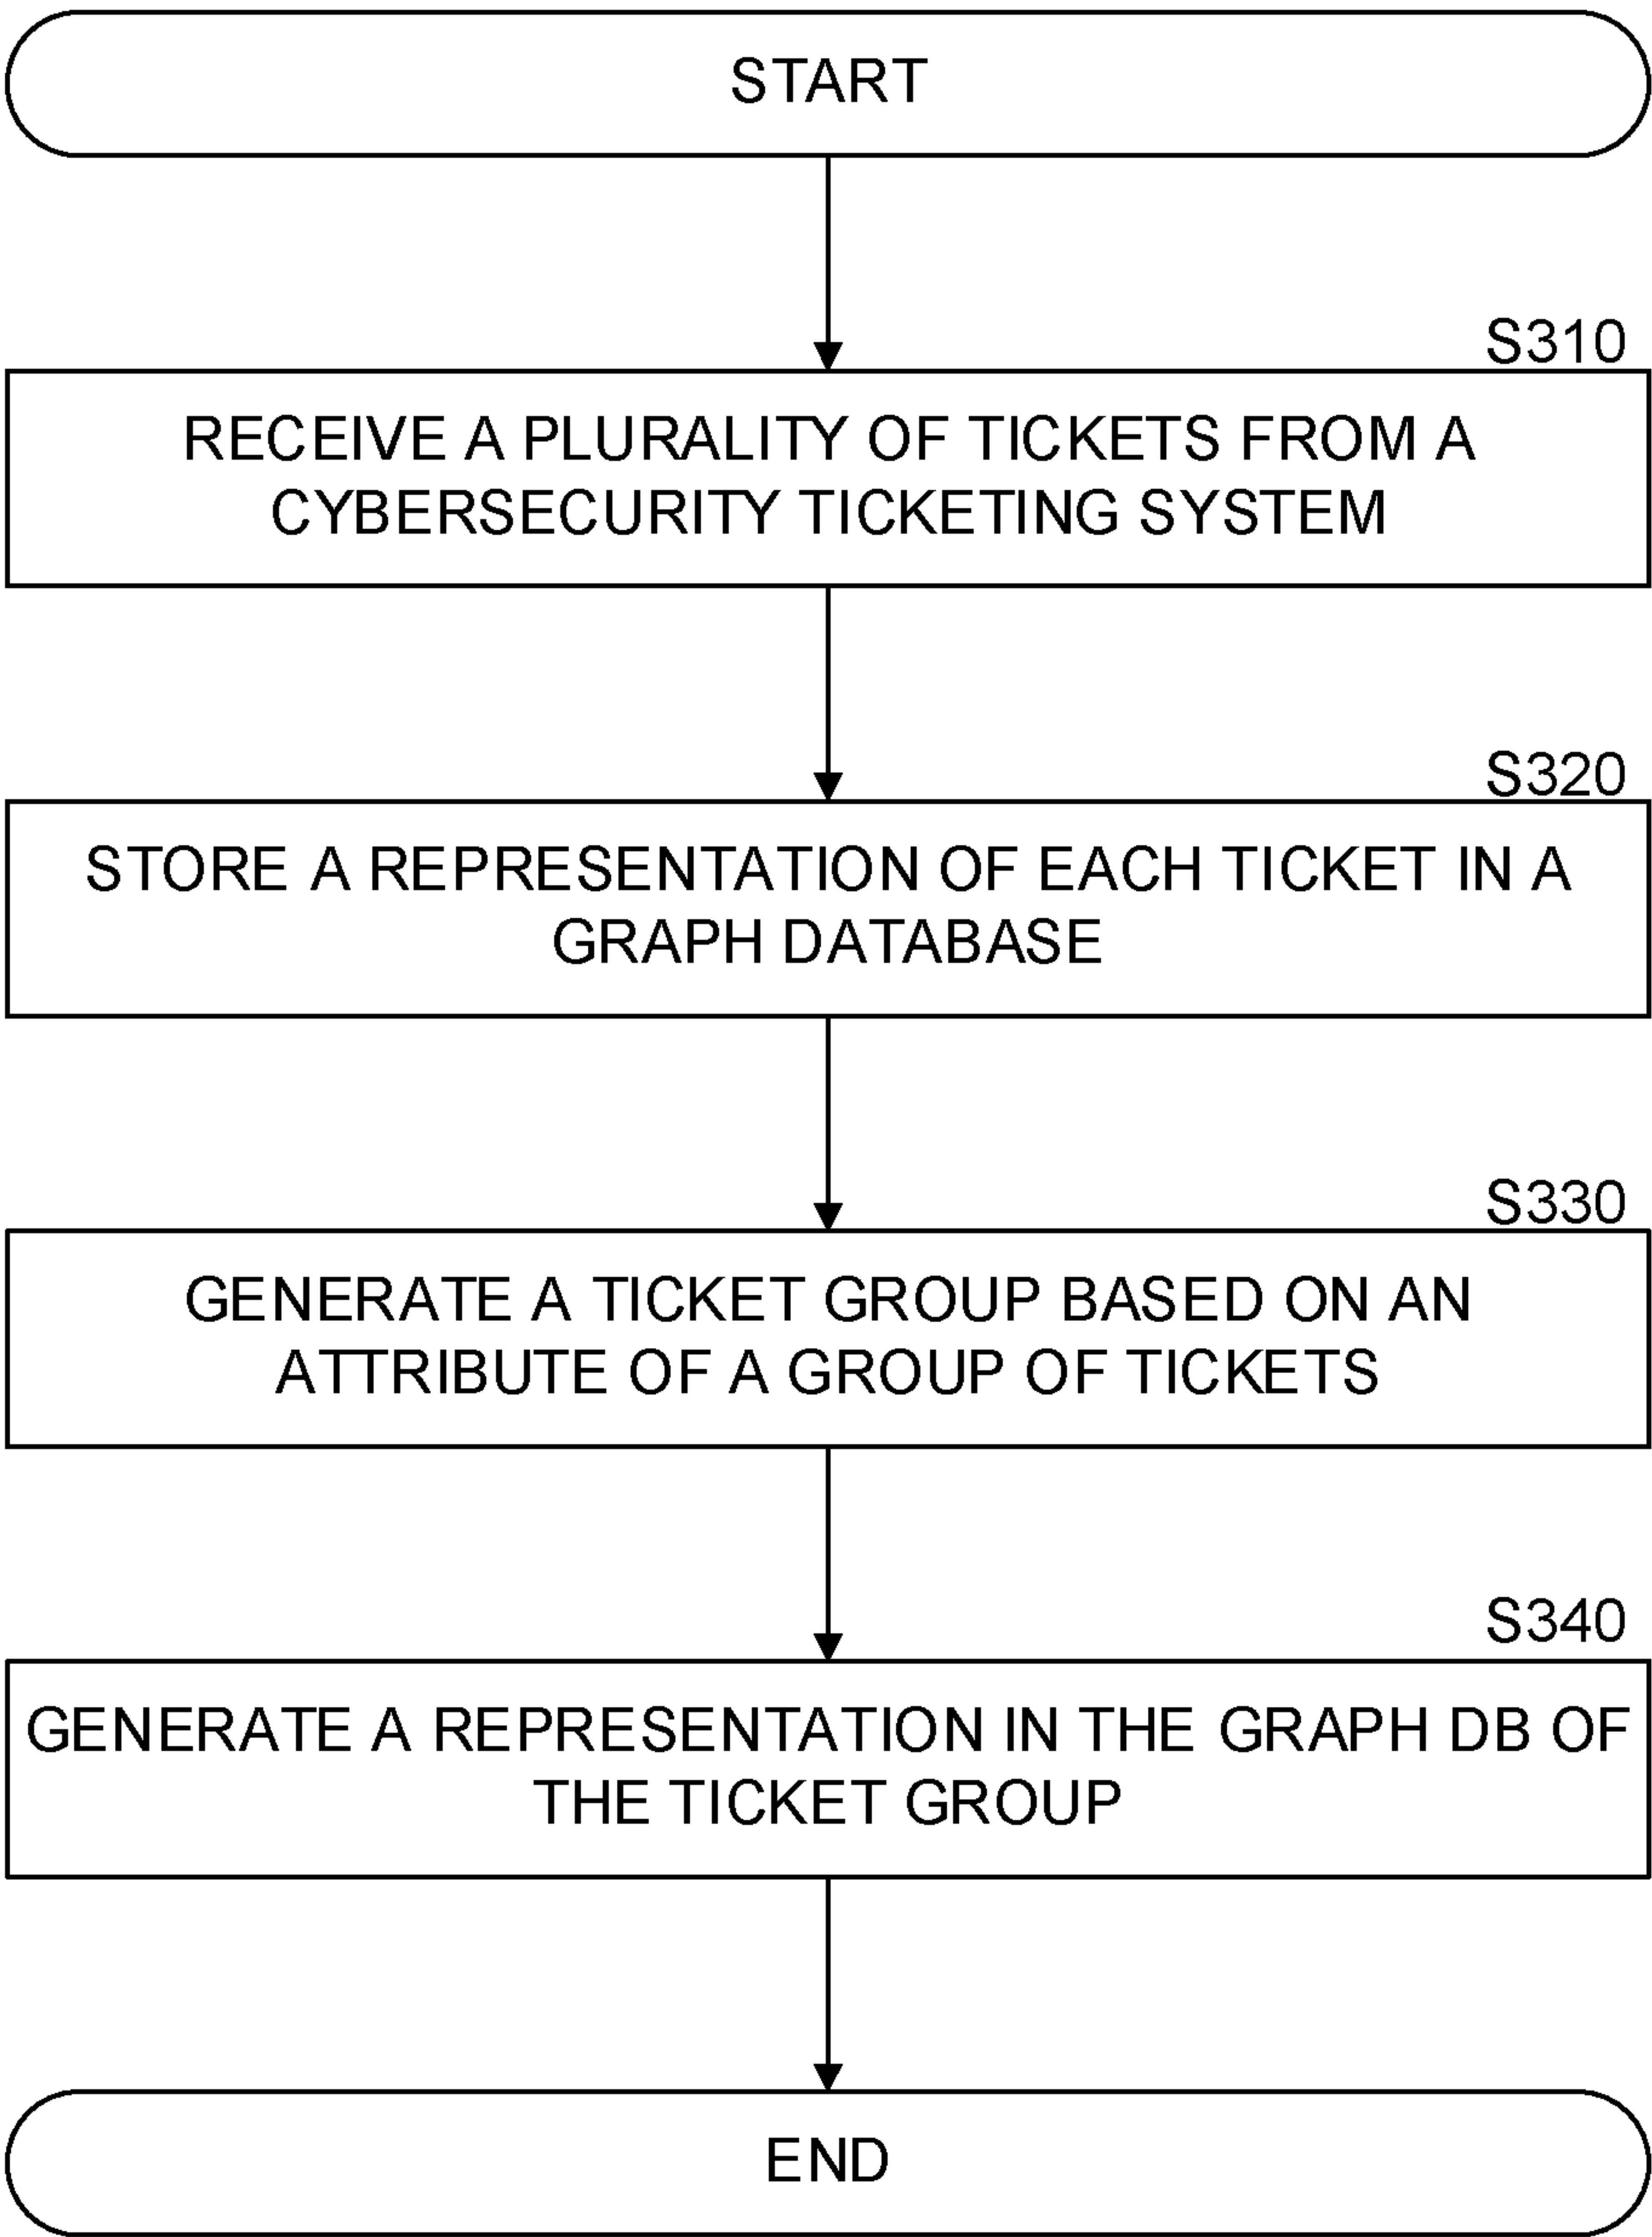 START
S310
RECEIVE A PLURALITY OF TICKETS FROM A
CYBERSECURITY TICKETING SYSTEM
S320
STORE A REPRESENTATION OF EACH TICKET IN A
GRAPH DATABASE
S330
GENERATE A TICKET GROUP BASED ON AN
ATTRIBUTE OF A GROUP OF TICKETS
S340
GENERATE A REPRESENTATION IN THE GRAPH DB OF
THE TICKET GROUP
END